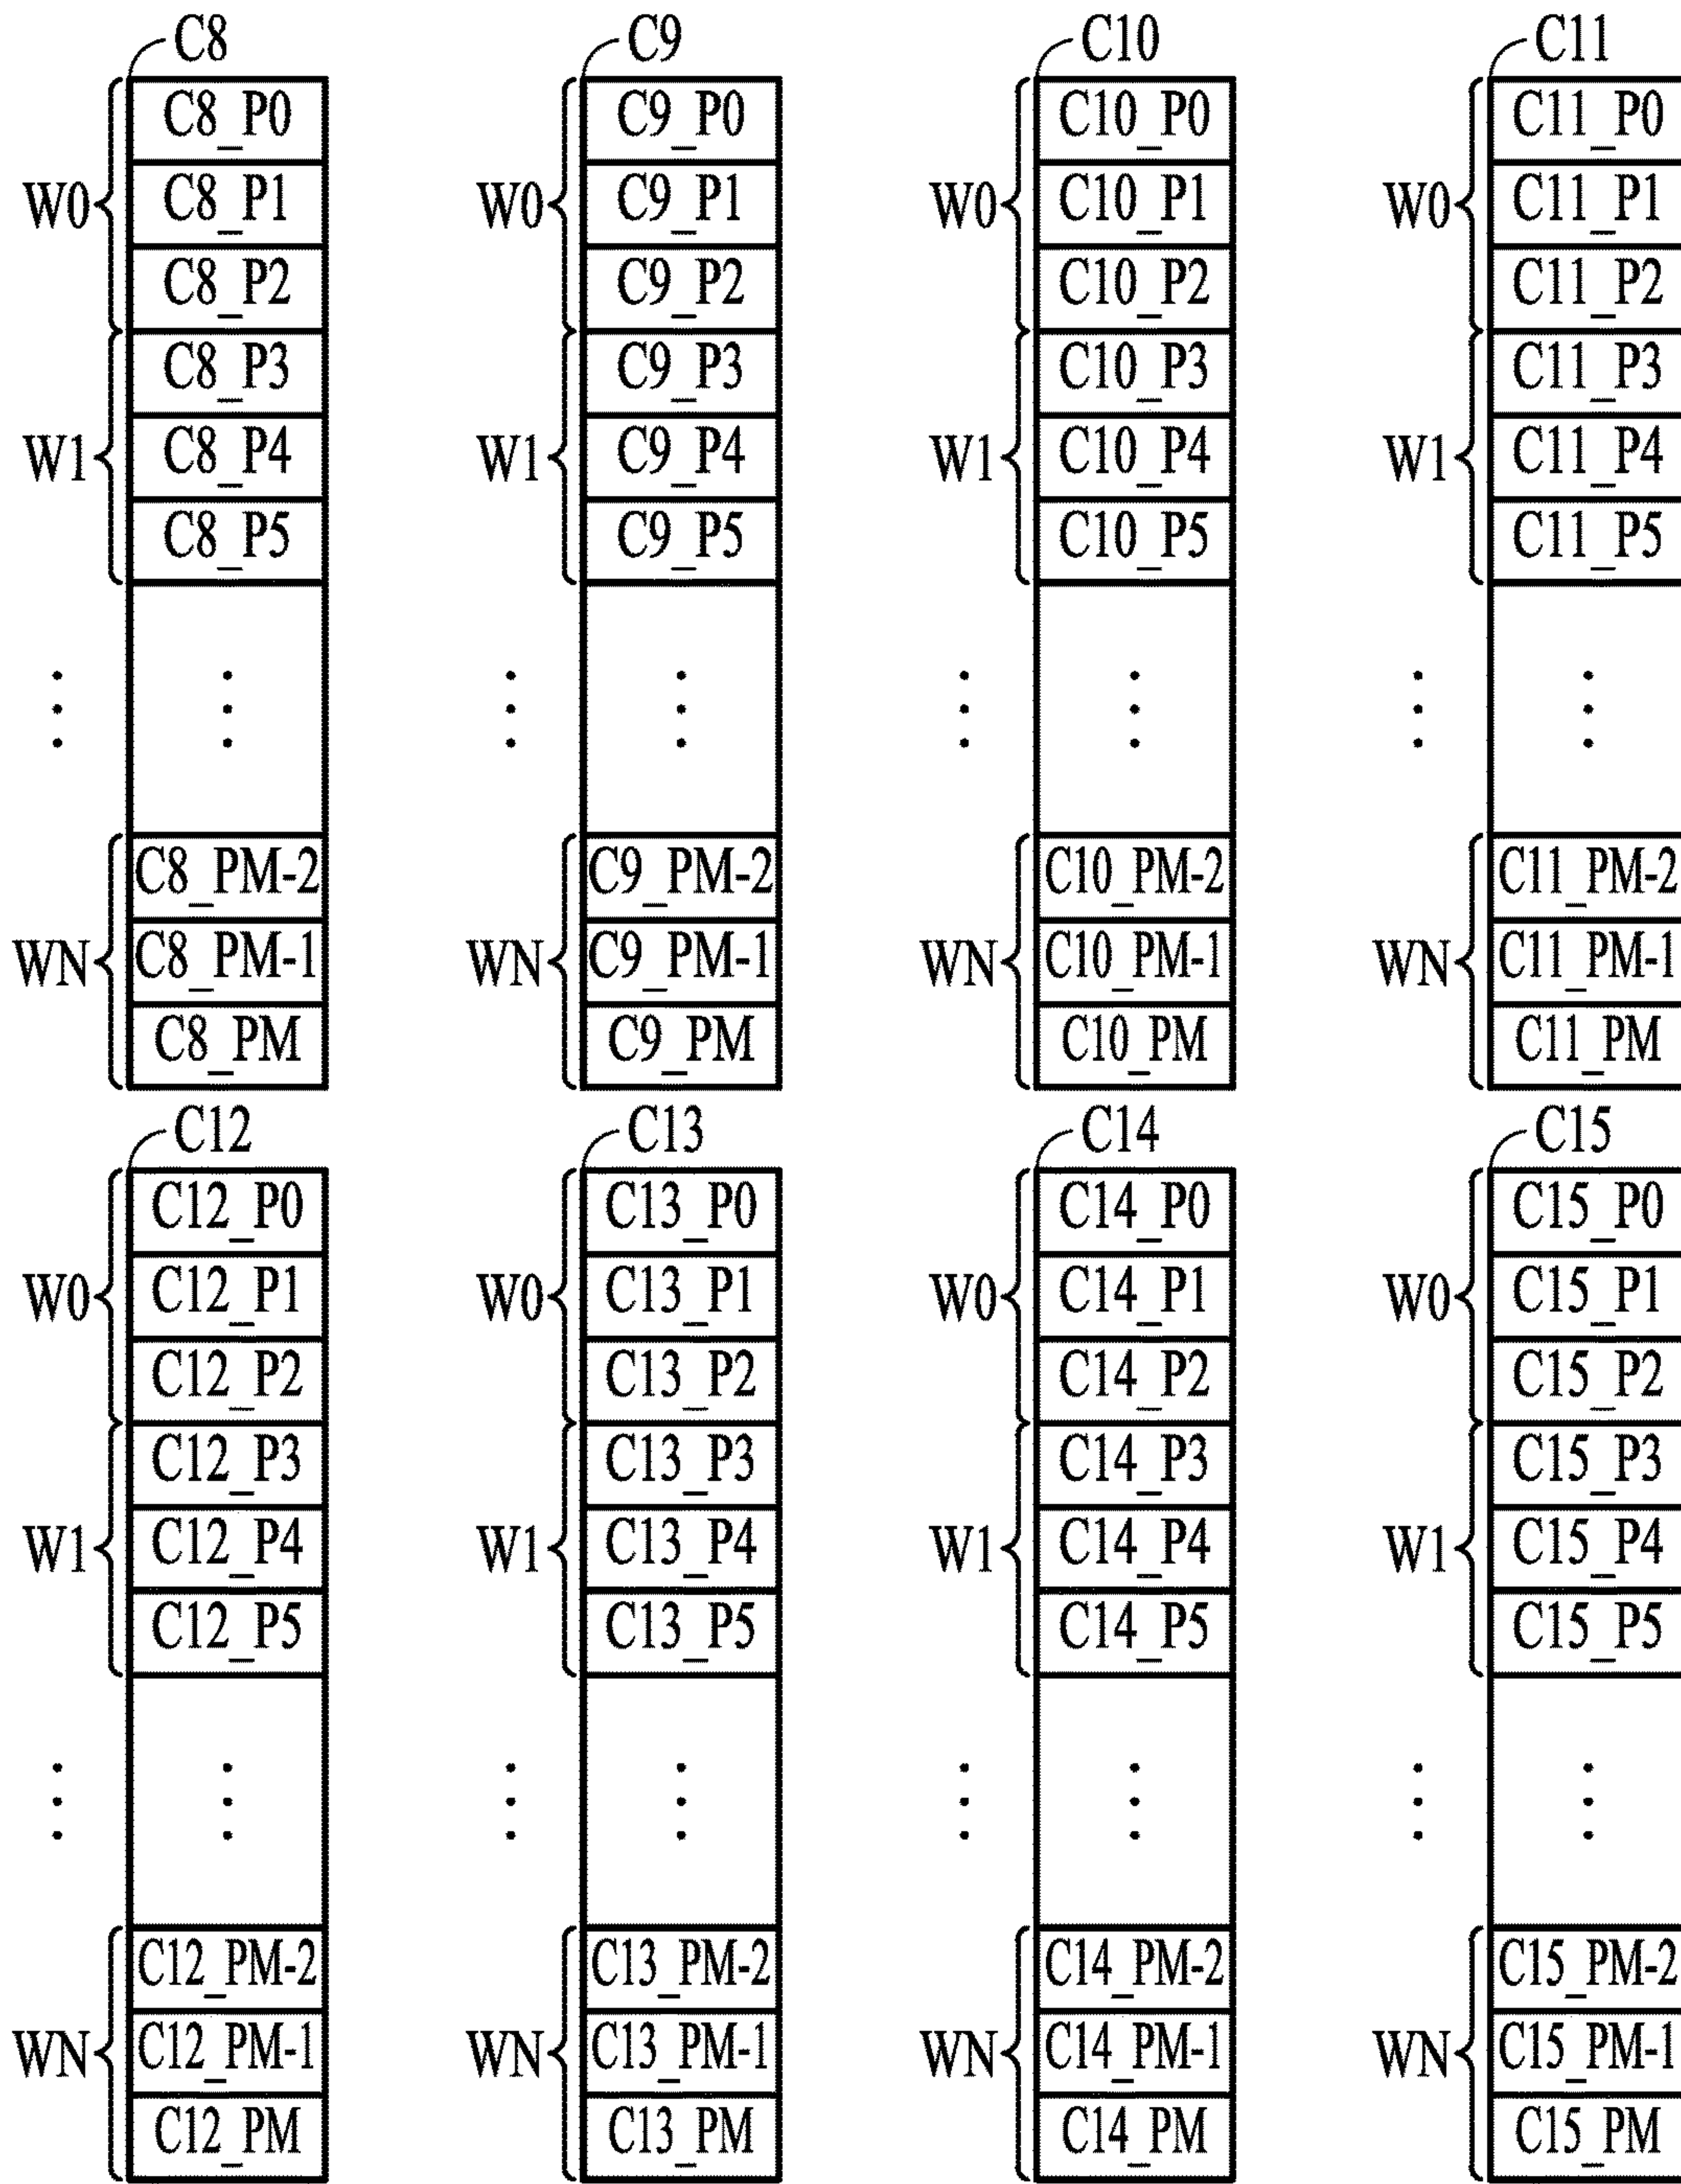 C8 C9 C10 C11
C8_P0 C9_P0 C10_P0 C11_P0
W0 C8_P1 W0 C9_P1 W0 C10_P1 W0 C11_P1
C8_P2 C9_P2 C10_P2 C11_P2
C8_P3 C9_P3 C10_P3 C11_P3
W1 C8_P4 W1 C9_P4 W1 C10_P4 W1 C11_P4
C8_P5 C9_P5 C10_P5 C11_P5
C8_PM-2 C9_PM-2 C10_PM-2 C11_PM-2
WN C8_PM-1 WN C9_PM-1 WN C10_PM-1 WN C11_PM-1
C8_PM C9_PM C10_PM C11_PM
C12 C13 C14 C15
C12_P0 C13_P0 C14_P0 C15_P0
W0 C12_P1 W0 C13_P1 W0 C14_P1 W0 C15_P1
C12_P2 C13_P2 C14_P2 C15_P2
C12_P3 C13_P3 C14_P3 C15_P3
W1 C12_P4 W1 C13_P4 W1 C14_P4 W1 C15_P4
C12_P5 C13_P5 C14_P5 C15_P5
C12_PM-2 C13_PM-2 C14_PM-2 C15_PM-2
WN C12_PM-1 WN C13_PM-1 WN C14_PM-1 WN C15_PM-1
C12_PM C13_PM C14_PM C15_PM